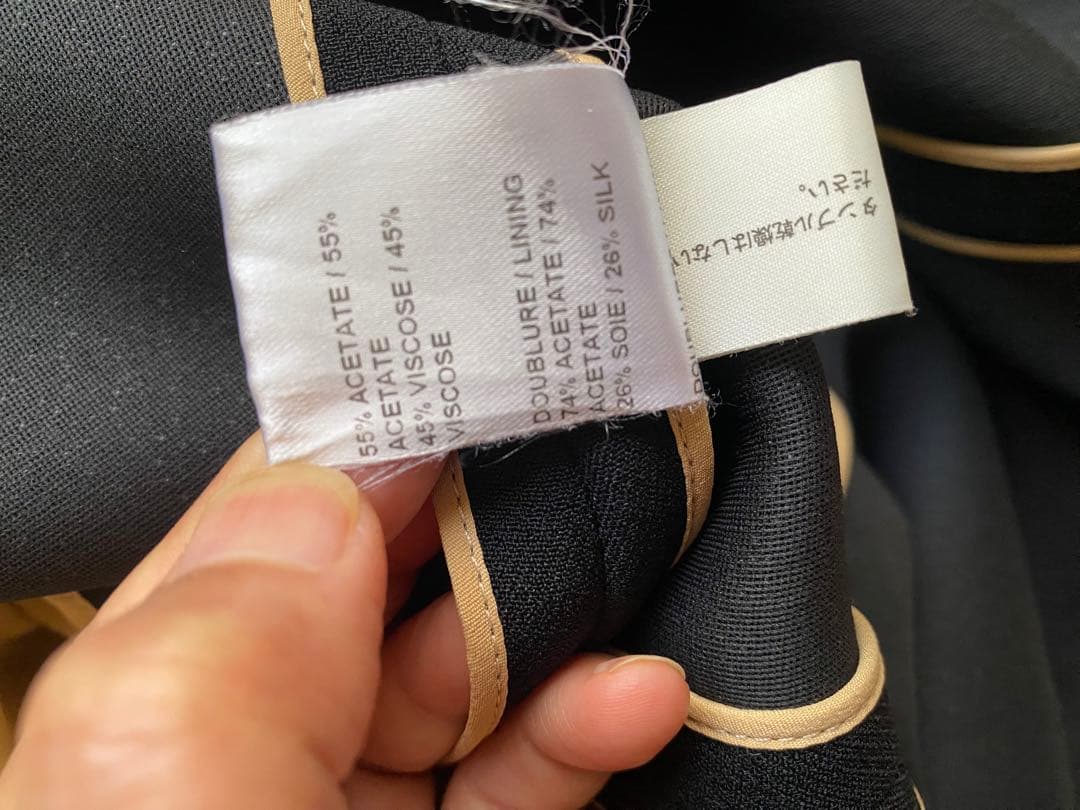 55% ACETATE / 55%
ACETATE
45% VISCOSE / 45%
VISCOSE
DOUBLURE / LINING
74% ACETATE / 74%
ACETATE
26% SOIE / 26% SILK
タンブル乾燥はしない
ださい。